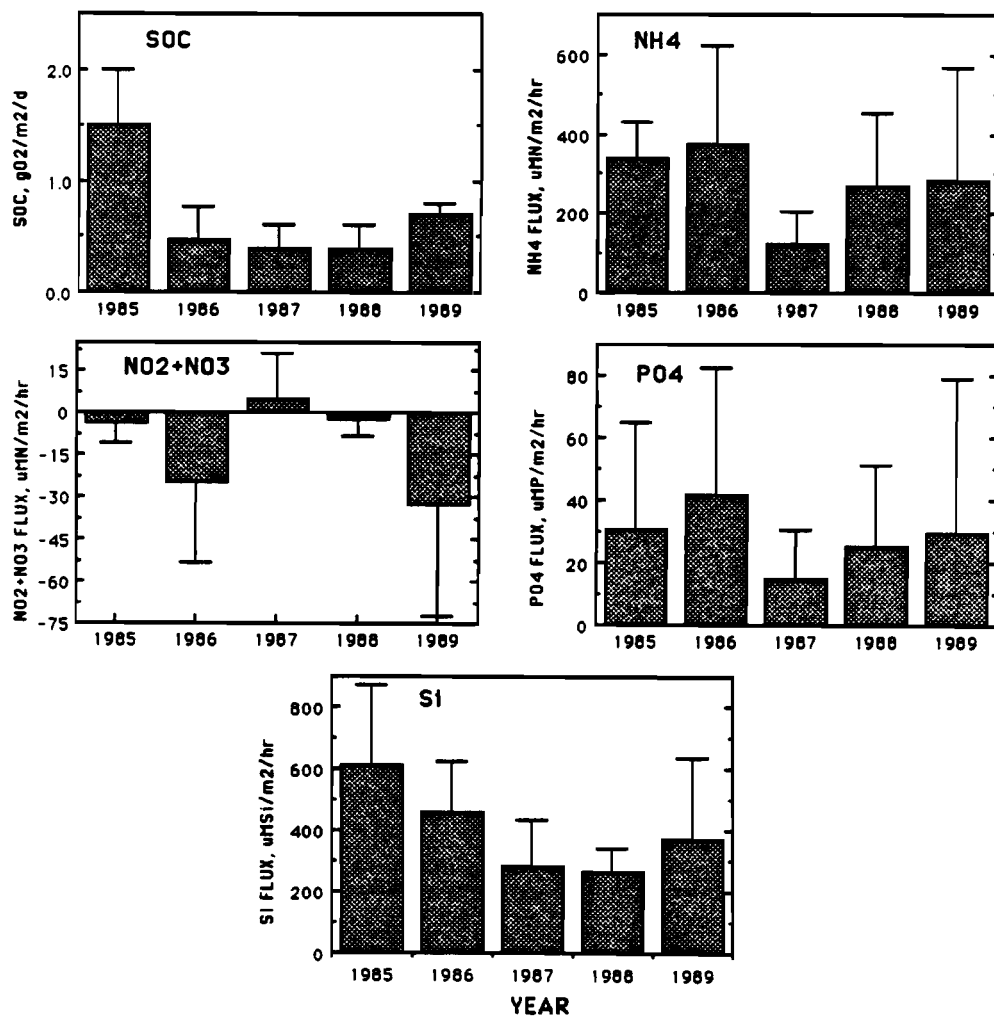 SOC
SOC, gO2/m2/d
2.0
1.0
0.0
1985 1986 1987 1988 1989
NH4
NH4 FLUX, uMN/m2/hr
600
400
200
0
1985 1986 1987 1988 1989
NO2+NO3
NO2+NO3 FLUX, uMN/m2/hr
15
0
-15
-30
-45
-60
-75
1985 1986 1987 1988 1989
PO4
PO4 FLUX, uMP/m2/hr
80
60
40
20
0
1985 1986 1987 1988 1989
Si
SI FLUX, uMSi/m2/hr
800
600
400
200
0
1985 1986 1987 1988 1989
YEAR